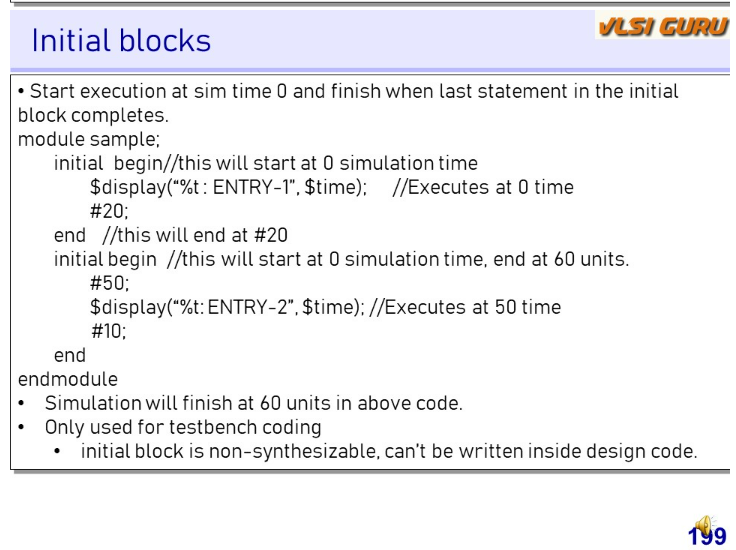 Initial blocks
VLSI GURU
• Start execution at sim time 0 and finish when last statement in the initial
block completes.
module sample;
initial begin//this will start at 0 simulation time
$display(“%t : ENTRY-1”, $time); //Executes at 0 time
#20;
end //this will end at #20
initial begin //this will start at 0 simulation time, end at 60 units.
#50;
$display(“%t: ENTRY-2”, $time); //Executes at 50 time
#10;
end
endmodule
• Simulation will finish at 60 units in above code.
• Only used for testbench coding
• initial block is non-synthesizable, can’t be written inside design code.
199